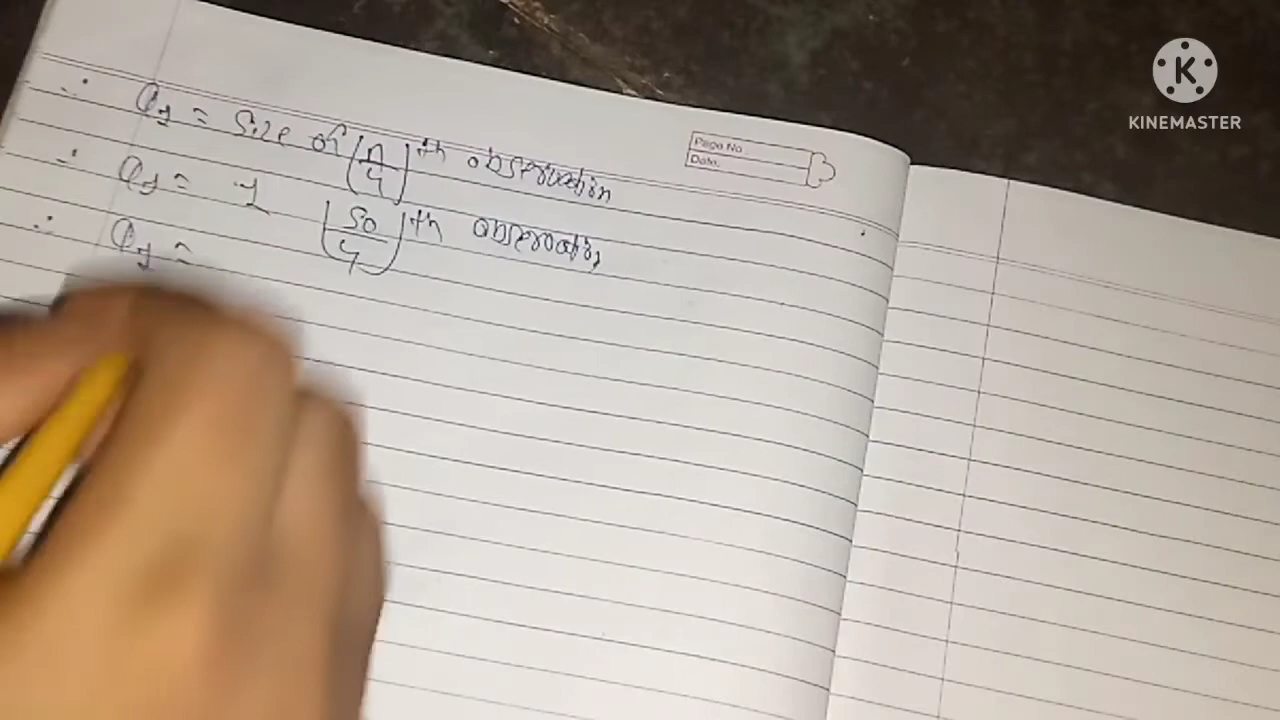 ∴ Q1 = Size of (n/4)th observation
∴ Q1 = (50/4)th observation
∴ Q1 =
Page No
Date.
K
KINEMASTER